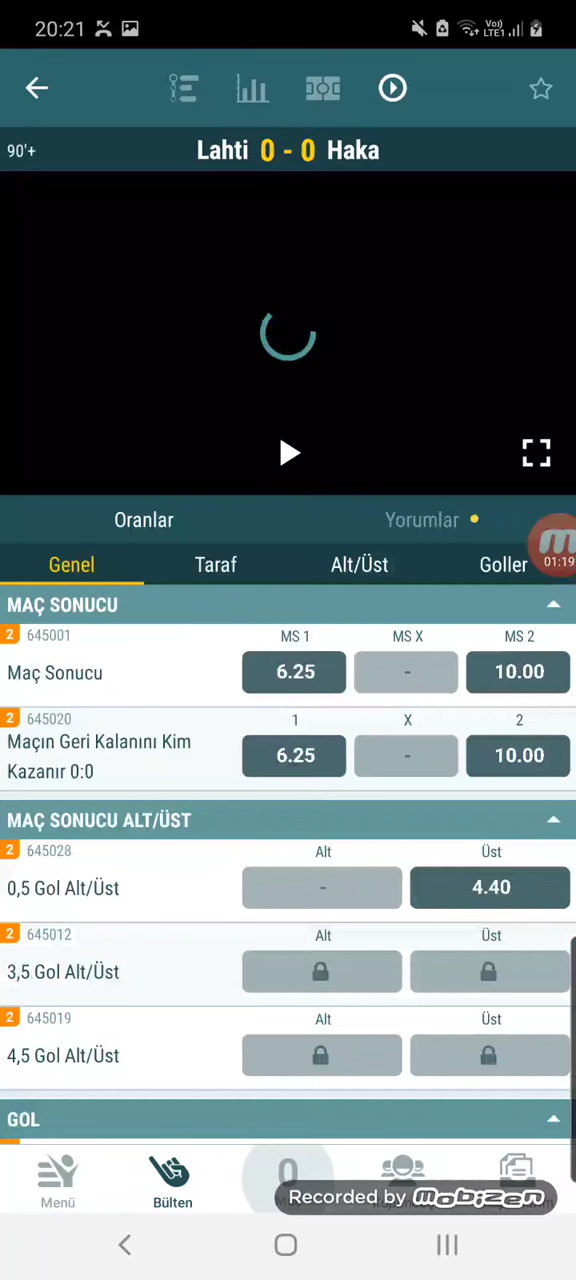 20:21
Vo)) LTE1
90'+
Lahti 0 - 0 Haka
Oranlar
Yorumlar
01:19
Genel
Taraf
Alt/Üst
Goller
MAÇ SONUCU
2 645001
MS 1
MS X
MS 2
Maç Sonucu
6.25
-
10.00
2 645020
1
X
2
Maçın Geri Kalanını Kim
Kazanır 0:0
6.25
-
10.00
MAÇ SONUCU ALT/ÜST
2 645028
Alt
Üst
0,5 Gol Alt/Üst
-
4.40
2 645012
Alt
Üst
3,5 Gol Alt/Üst
2 645019
Alt
Üst
4,5 Gol Alt/Üst
GOL
0
Menü
Bülten
Recorded by mobizen